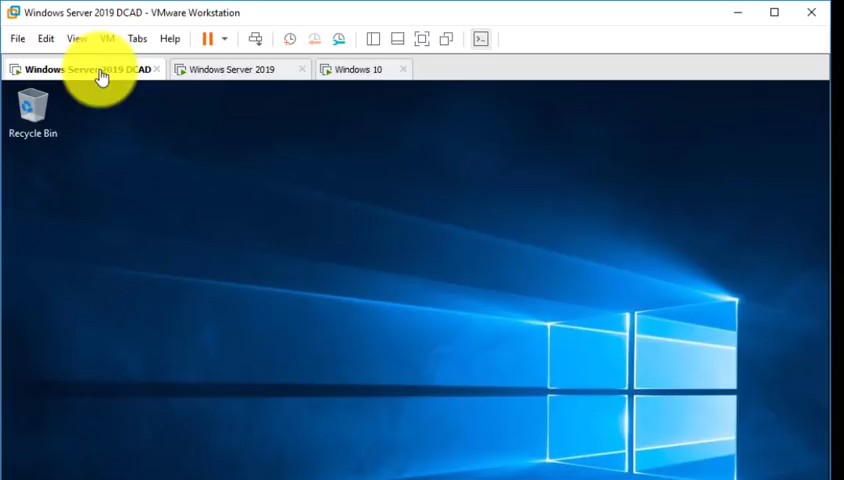 Windows Server 2019 DCAD - VMware Workstation
File Edit View VM Tabs Help
Windows Server 2019 DCAD Windows Server 2019 Windows 10
Recycle Bin